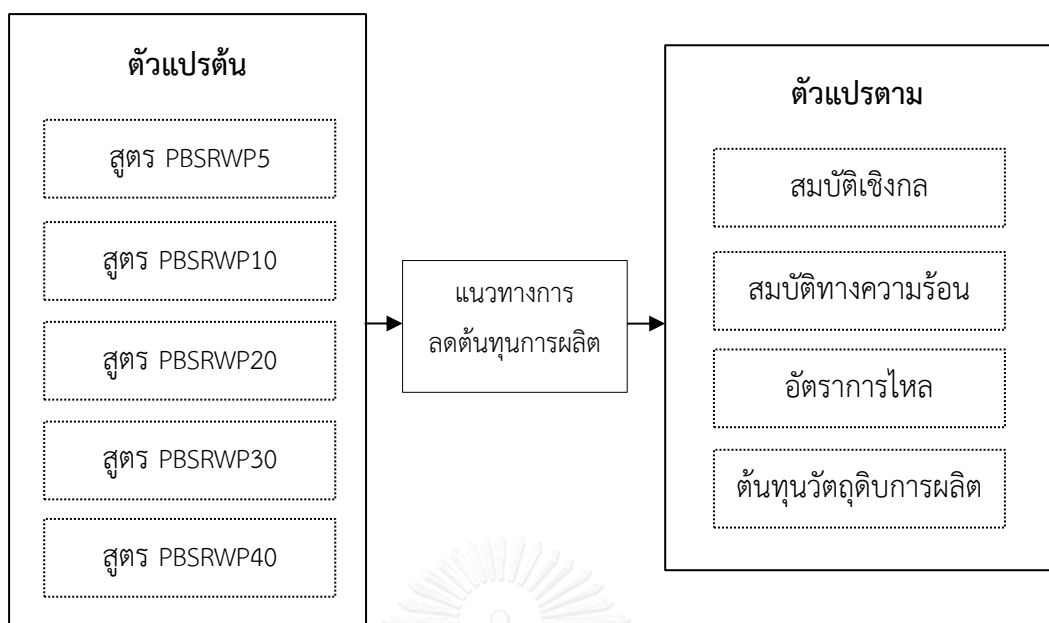 ตัวแปรต้น
สูตร PBSRWP5
สูตร PBSRWP10
สูตร PBSRWP20
สูตร PBSRWP30
สูตร PBSRWP40
แนวทางการ
ลดต้นทุนการผลิต
ตัวแปรตาม
สมบัติเชิงกล
สมบัติทางความร้อน
อัตราการไหล
ต้นทุนวัตถุดิบการผลิต